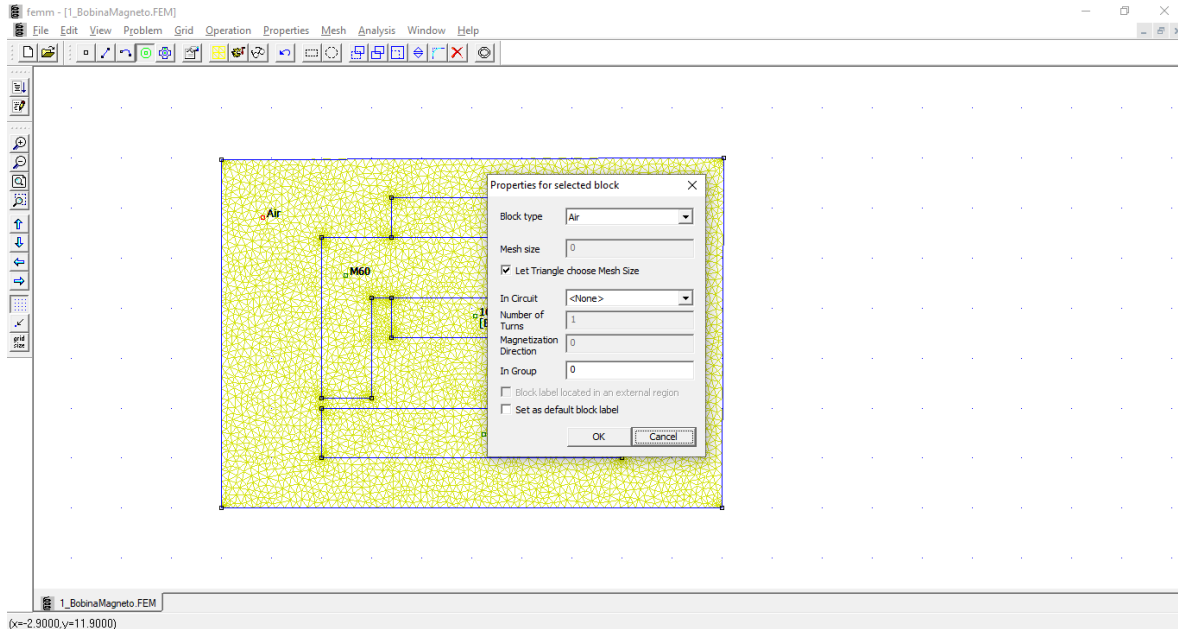 femm - [1_BobinaMagneto.FEM]
File Edit View Problem Grid Operation Properties Mesh Analysis Window Help
Air
M60
Properties for selected block
Block type Air
Mesh size 0
Let Triangle choose Mesh Size
In Circuit <None>
Number of
Turns 1
Magnetization
Direction 0
In Group 0
Block label located in an external region
Set as default block label
OK Cancel
grid
size
1_BobinaMagneto.FEM
(x=-2.9000,y=11.9000)